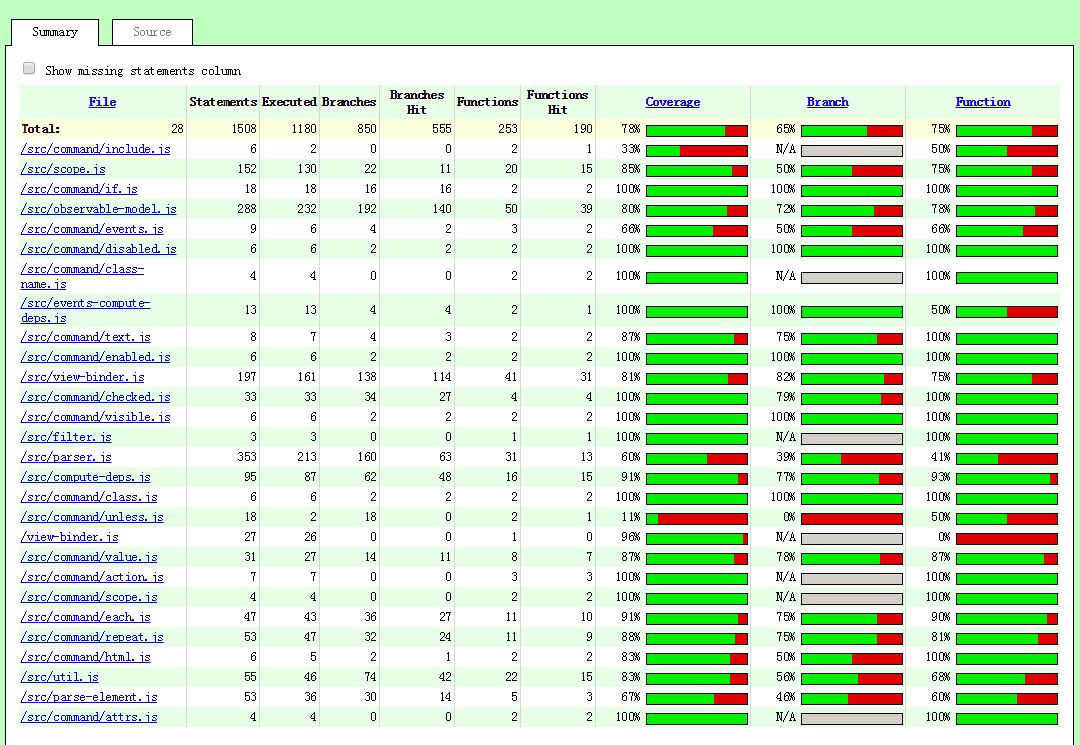 Summary Source
Show missing statements column
File Statements Executed Branches Branches Hit Functions Functions Hit Coverage Branch Function
Total: 28 1508 1180 850 555 253 190 78% 65% 75%
/src/command/include.js 6 2 0 0 2 1 33% N/A 50%
/src/scope.js 152 130 22 11 20 15 85% 50% 75%
/src/command/if.js 18 18 16 16 2 2 100% 100% 100%
/src/observable-model.js 288 232 192 140 50 39 80% 72% 78%
/src/command/events.js 9 6 4 2 3 2 66% 50% 66%
/src/command/disabled.js 6 6 2 2 2 2 100% 100% 100%
/src/command/class-
name.js 4 4 0 0 2 2 100% N/A 100%
/src/events-compute-
deps.js 13 13 4 4 2 1 100% 100% 50%
/src/command/text.js 8 7 4 3 2 2 87% 75% 100%
/src/command/enabled.js 6 6 2 2 2 2 100% 100% 100%
/src/view-binder.js 197 161 138 114 41 31 81% 82% 75%
/src/command/checked.js 33 33 34 27 4 4 100% 79% 100%
/src/command/visible.js 6 6 2 2 2 2 100% 100% 100%
/src/filter.js 3 3 0 0 1 1 100% N/A 100%
/src/parser.js 353 213 160 63 31 13 60% 39% 41%
/src/compute-deps.js 95 87 62 48 16 15 91% 77% 93%
/src/command/class.js 6 6 2 2 2 2 100% 100% 100%
/src/command/unless.js 18 2 18 0 2 1 11% 0% 50%
/view-binder.js 27 26 0 0 1 0 96% N/A 0%
/src/command/value.js 31 27 14 11 8 7 87% 78% 87%
/src/command/action.js 7 7 0 0 3 3 100% N/A 100%
/src/command/scope.js 4 4 0 0 2 2 100% N/A 100%
/src/command/each.js 47 43 36 27 11 10 91% 75% 90%
/src/command/repeat.js 53 47 32 24 11 9 88% 75% 81%
/src/command/html.js 6 5 2 1 2 2 83% 50% 100%
/src/util.js 55 46 74 42 22 15 83% 56% 68%
/src/parse-element.js 53 36 30 14 5 3 67% 46% 60%
/src/command/attrs.js 4 4 0 0 2 2 100% N/A 100%